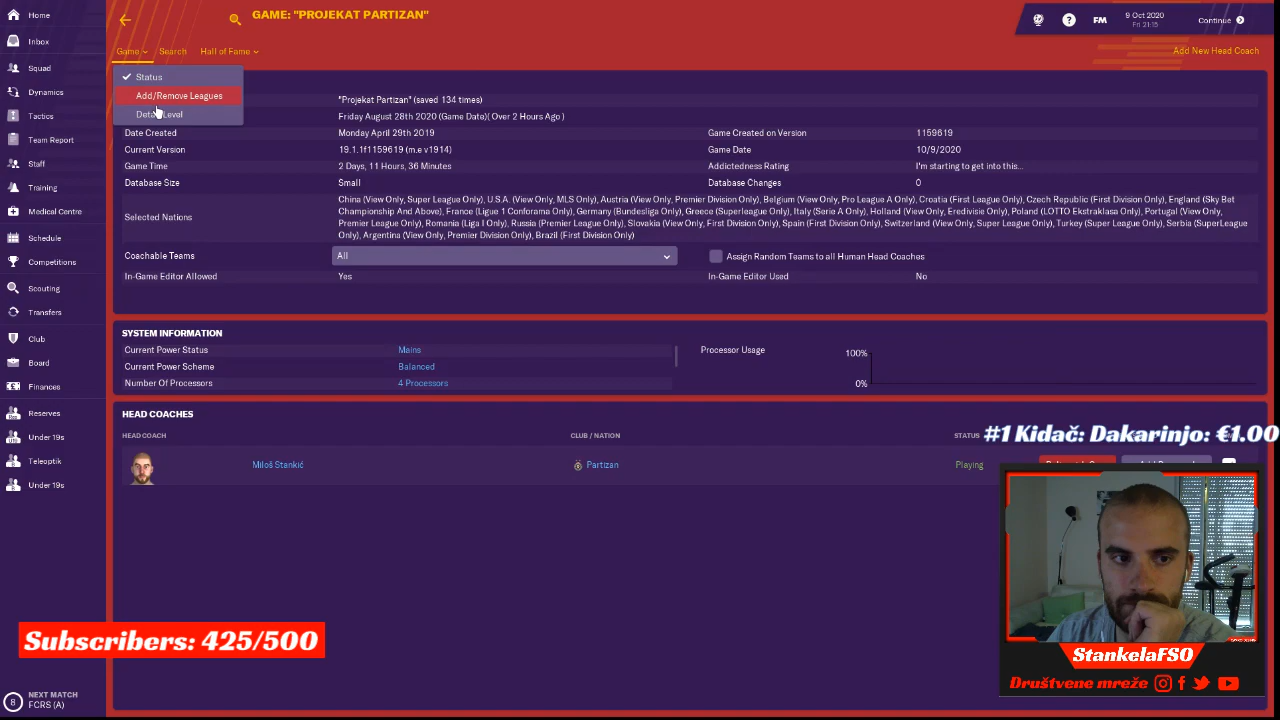 Home
Inbox
Squad
Dynamics
Tactics
Team Report
Staff
Training
Medical Centre
Schedule
Competitions
Scouting
Transfers
Club
Board
Finances
Reserves
Under 19s
Teleoptik
Under 19s
8 NEXT MATCH
FCRS (A)
GAME: "PROJEKAT PARTIZAN"
? FM 9 Oct 2020
Fri 21:15
Continue
Game Search Hall of Fame
Add New Head Coach
Status
Add/Remove Leagues
"Projekat Partizan" (saved 134 times)
Friday August 28th 2020 (Game Date)( Over 2 Hours Ago )
Date Created Monday April 29th 2019 Game Created on Version 1159619
Current Version 19.1.1f1159619 (m.e v1914) Game Date 10/9/2020
Game Time 2 Days, 11 Hours, 36 Minutes Addictedness Rating I'm starting to get into this...
Database Size Small Database Changes 0
Selected Nations
China (View Only, Super League Only), U.S.A. (View Only, MLS Only), Austria (View Only, Premier Division Only), Belgium (View Only, Pro League A Only), Croatia (First League Only), Czech Republic (First Division Only), England (Sky Bet
Championship And Above), France (Ligue 1 Conforama Only), Germany (Bundesliga Only), Greece (Superleague Only), Italy (Serie A Only), Holland (View Only, Eredivisie Only), Poland (LOTTO Ekstraklasa Only), Portugal (View Only,
Premier League Only), Romania (Liga I Only), Russia (Premier League Only), Slovakia (View Only, First Division Only), Spain (First Division Only), Switzerland (View Only, Super League Only), Turkey (Super League Only), Serbia (SuperLeague
Only), Argentina (View Only, Premier Division Only), Brazil (First Division Only)
Coachable Teams All Assign Random Teams to all Human Head Coaches
In-Game Editor Allowed Yes In-Game Editor Used No
SYSTEM INFORMATION
Current Power Status Mains Processor Usage 100%
Current Power Scheme Balanced
Number Of Processors 4 Processors 0%
HEAD COACHES
HEAD COACH CLUB / NATION STATUS
Miloš Stankić Partizan Playing
#1 Kidač: Dakarinjo: €1.00
Subscribers: 425/500
StankelaFSO
Društvene mreže